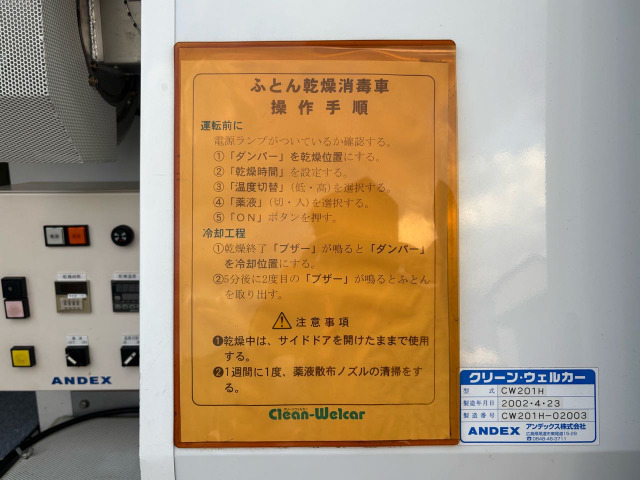 ふとん乾燥消毒車
操作手順
運転前に
電源ランプがついているか確認する。
①「ダンパー」を乾燥位置にする。
②「乾燥時間」を設定する。
③「温度切替」(低・高)を選択する。
④「薬液」(切・入)を選択する。
⑤「ON」ボタンを押す。
冷却工程
①乾燥終了「ブザー」が鳴ると「ダンパー」
を冷却位置にする。
②5分後に2度目の「ブザー」が鳴るとふとん
を取り出す。
注意事項
❶乾燥中は、サイドドアを開けたままで使用
する。
❷1週間に1度、薬液散布ノズルの清掃をす
る。
Clean-Welcar
ANDEX
クリーン・ウェルカー
型式 CW201H
製造年月日 2002・4・23
製造番号 CW201H-02003
ANDEX アンデックス株式会社
0848-46-3711